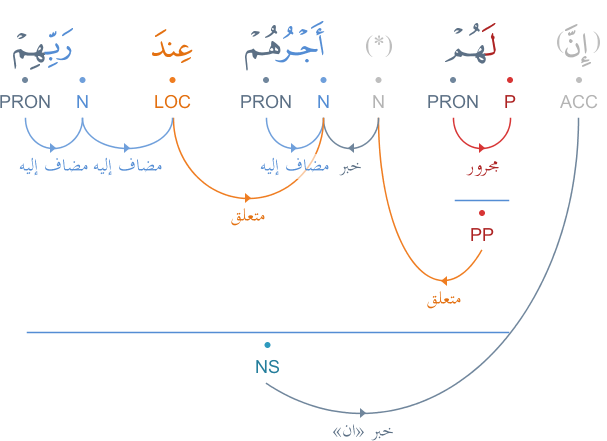 (إِنَّ) لَهُمْ (*) أَجْرُهُمْ عِندَ رَبِّهِمْ
ACC P PRON N N PRON LOC N PRON
مجرور خبر مضاف إليه مضاف إليه مضاف إليه
متعلق
PP
متعلق
NS
خبر «ان»